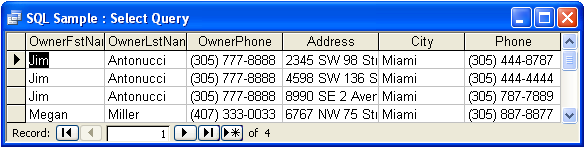 SQL Sample : Select Query
OwnerFstNan OwnerLstNan OwnerPhone Address City Phone
Jim Antonucci (305) 777-8888 2345 SW 98 Str Miami (305) 444-8787
Jim Antonucci (305) 777-8888 4598 SW 136 S Miami (305) 444-4444
Jim Antonucci (305) 777-8888 8990 SE 2 Aven Miami (305) 787-7889
Megan Miller (407) 333-0033 6767 NW 75 Str Miami (305) 887-8877
Record: 1 of 4